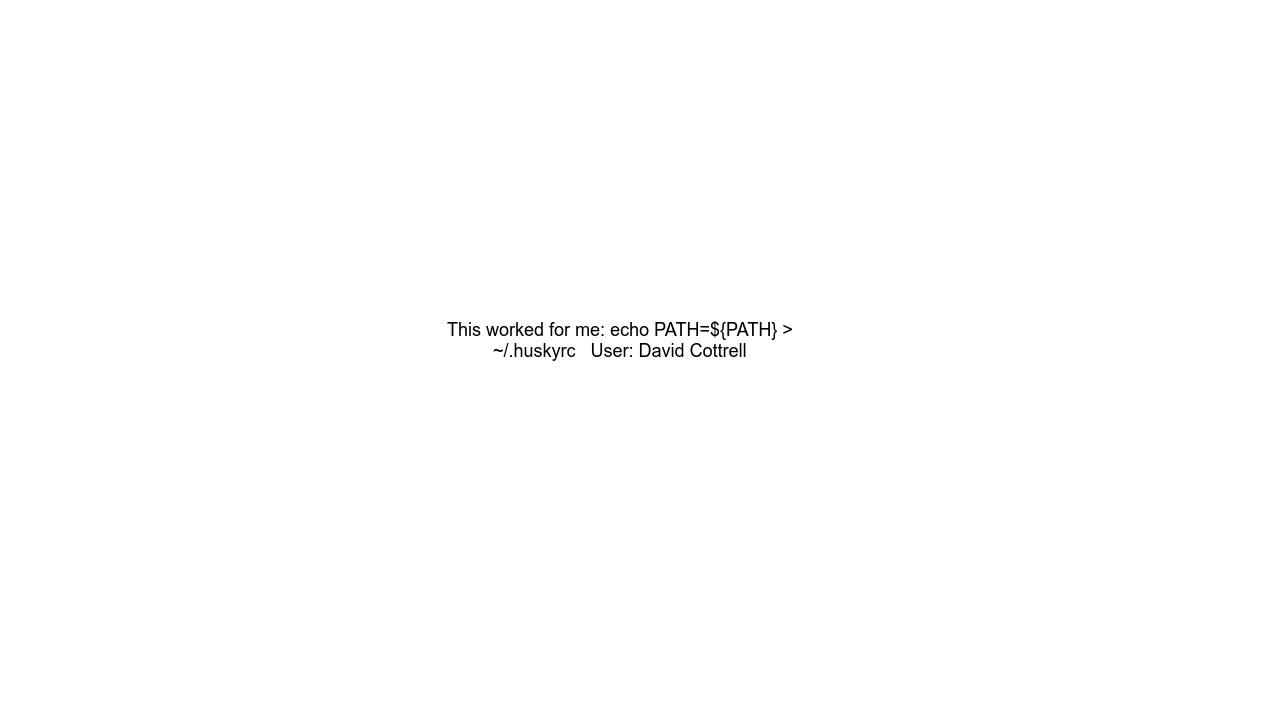 This worked for me: echo PATH=${PATH} >
~/.huskyrc   User: David Cottrell